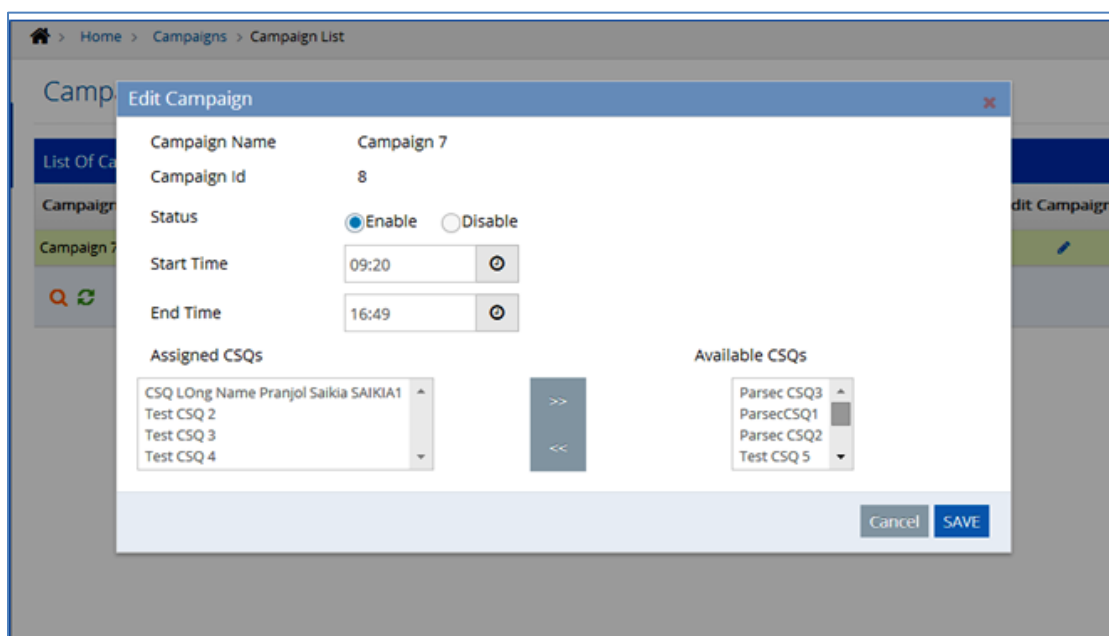 > Home > Campaigns > Campaign List
Camp
Edit Campaign
Campaign Name Campaign 7
List Of Ca
Campaign Id 8
Campaign
dit Campaign
Status Enable Disable
Campaign 7
Start Time 09:20
End Time 16:49
Assigned CSQs Available CSQs
CSQ LOng Name Pranjol Saikia SAIKIA1
Test CSQ 2
Test CSQ 3
Test CSQ 4
>>
<<
Parsec CSQ3
ParsecCSQ1
Parsec CSQ2
Test CSQ 5
Cancel SAVE